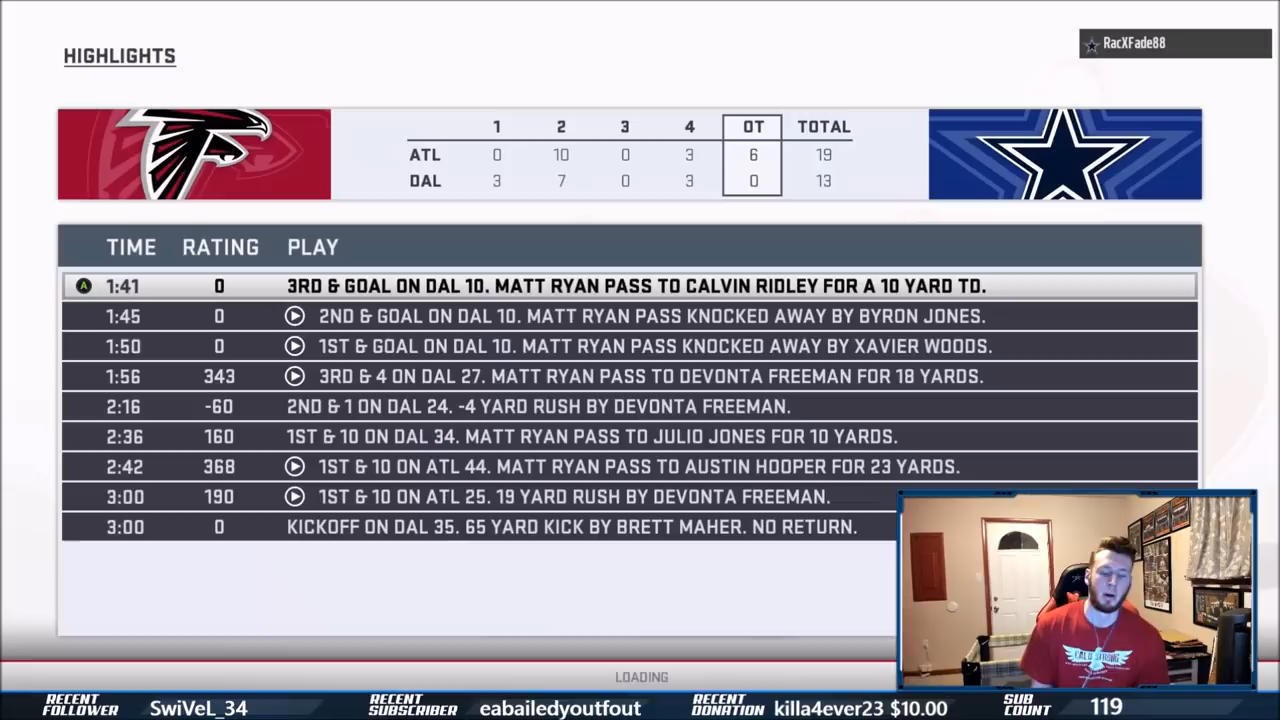 HIGHLIGHTS
RacXFade88
1 2 3 4 OT TOTAL
ATL 0 10 0 3 6 19
DAL 3 7 0 3 0 13
TIME RATING PLAY
A 1:41 0 3RD & GOAL ON DAL 10. MATT RYAN PASS TO CALVIN RIDLEY FOR A 10 YARD TD.
1:45 0 2ND & GOAL ON DAL 10. MATT RYAN PASS KNOCKED AWAY BY BYRON JONES.
1:50 0 1ST & GOAL ON DAL 10. MATT RYAN PASS KNOCKED AWAY BY XAVIER WOODS.
1:56 343 3RD & 4 ON DAL 27. MATT RYAN PASS TO DEVONTA FREEMAN FOR 18 YARDS.
2:16 -60 2ND & 1 ON DAL 24. -4 YARD RUSH BY DEVONTA FREEMAN.
2:36 160 1ST & 10 ON DAL 34. MATT RYAN PASS TO JULIO JONES FOR 10 YARDS.
2:42 368 1ST & 10 ON ATL 44. MATT RYAN PASS TO AUSTIN HOOPER FOR 23 YARDS.
3:00 190 1ST & 10 ON ATL 25. 19 YARD RUSH BY DEVONTA FREEMAN.
3:00 0 KICKOFF ON DAL 35. 65 YARD KICK BY BRETT MAHER. NO RETURN.
LOADING
RECENT FOLLOWER SWiVeL_34 RECENT SUBSCRIBER eabailedyoutfout RECENT DONATION killa4ever23 $10.00 SUB COUNT 119